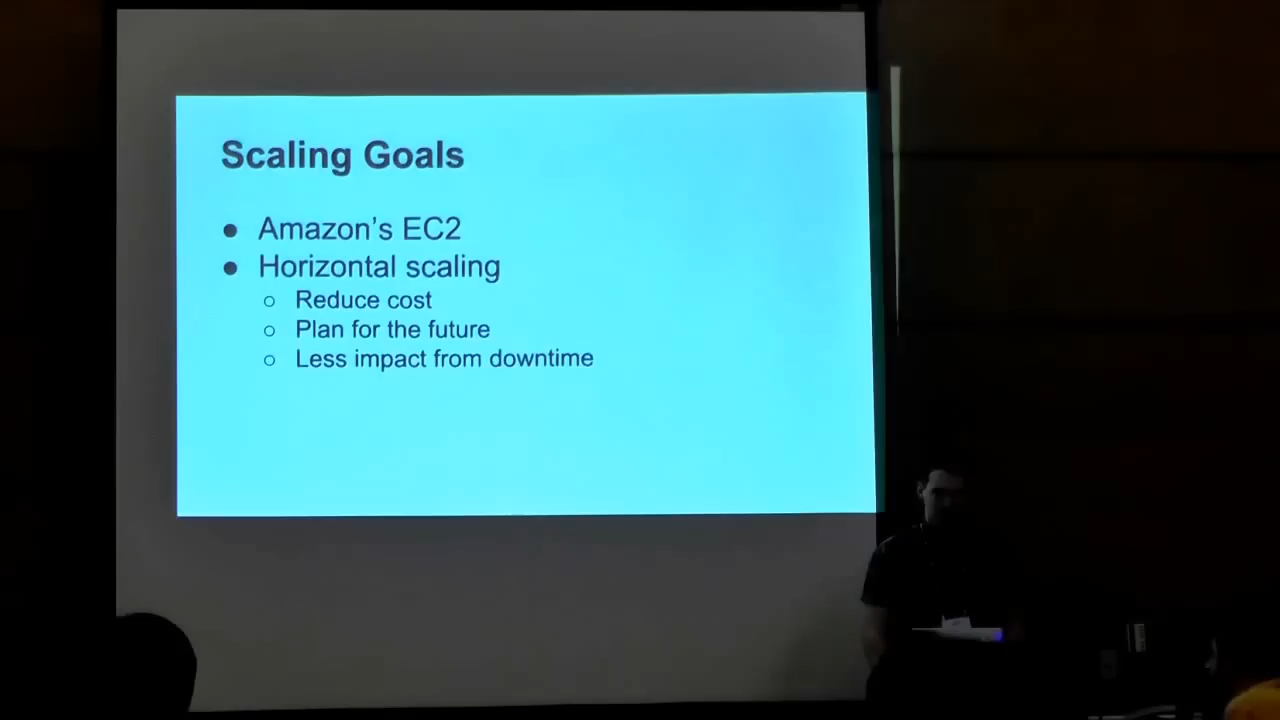 Scaling Goals
● Amazon's EC2
● Horizontal scaling
○ Reduce cost
○ Plan for the future
○ Less impact from downtime